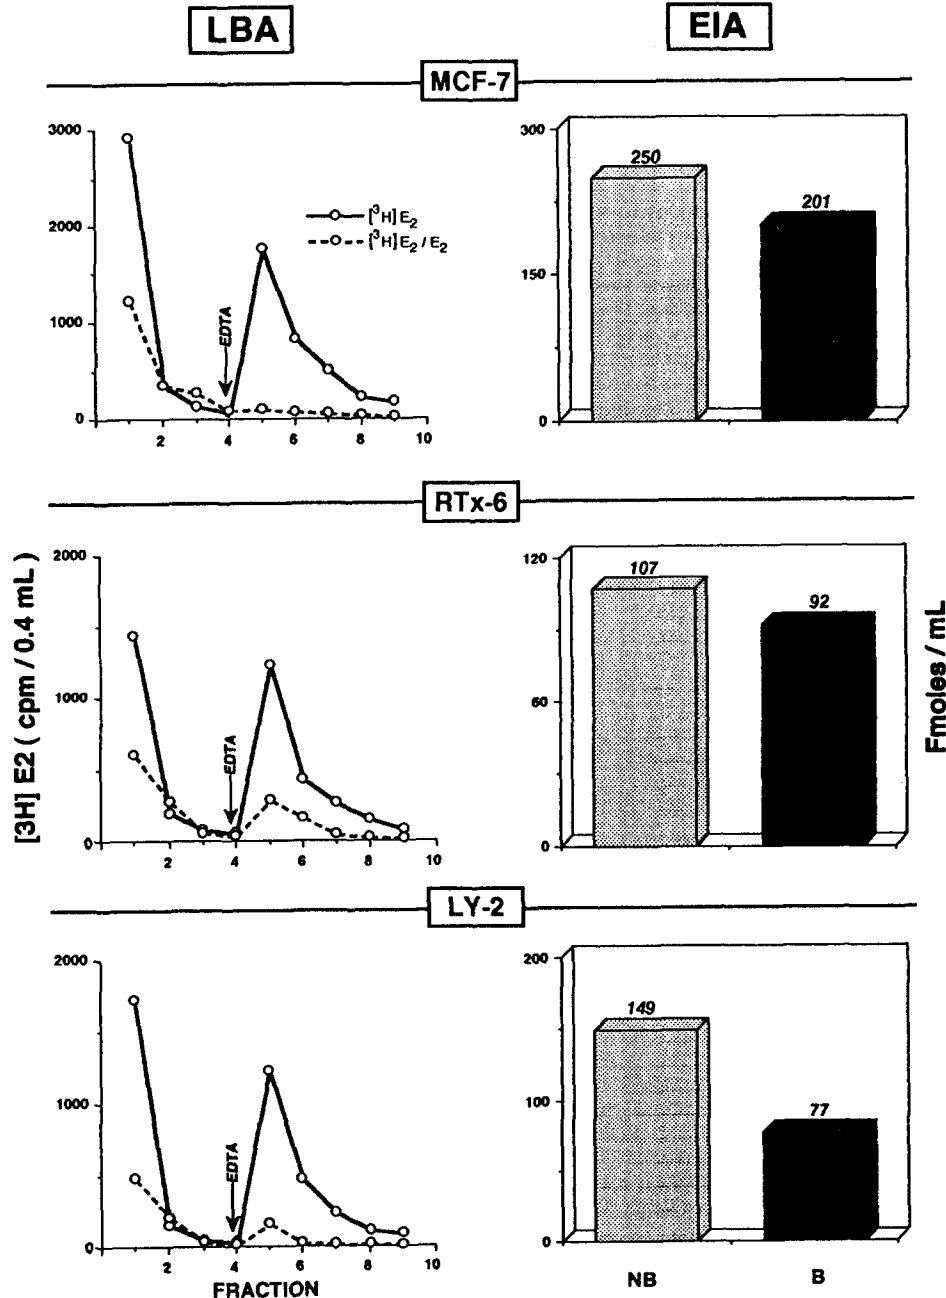 LBA
EIA
MCF-7
3000
2000
1000
0
2
4
6
8
10
EDTA
[³H] E₂
[³H] E₂ / E₂
300
150
0
250
201
RTx-6
[3H] E2 ( cpm / 0.4 mL )
2000
1000
0
2
4
6
8
10
EDTA
120
60
0
107
92
Fmoles / mL
LY-2
2000
1000
0
2
4
6
8
10
EDTA
FRACTION
200
100
0
149
77
NB
B